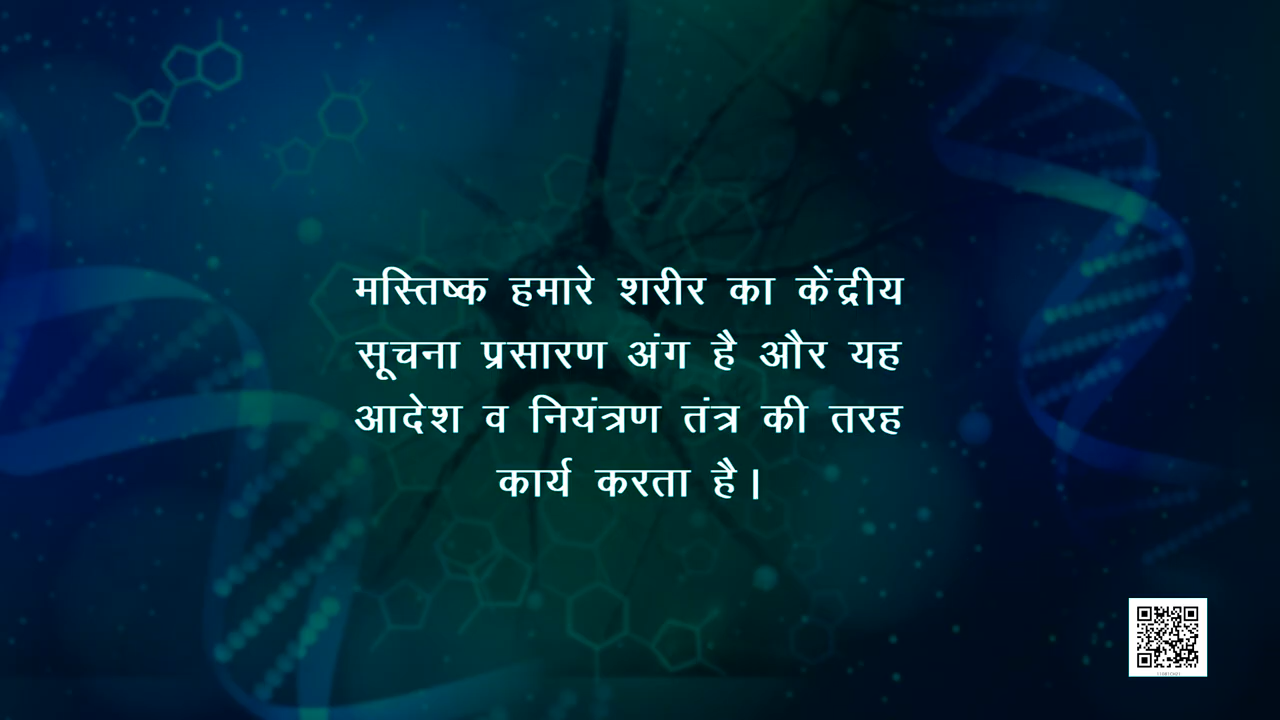 मस्तिष्क हमारे शरीर का केंद्रीय
सूचना प्रसारण अंग है और यह
आदेश व नियंत्रण तंत्र की तरह
कार्य करता है।